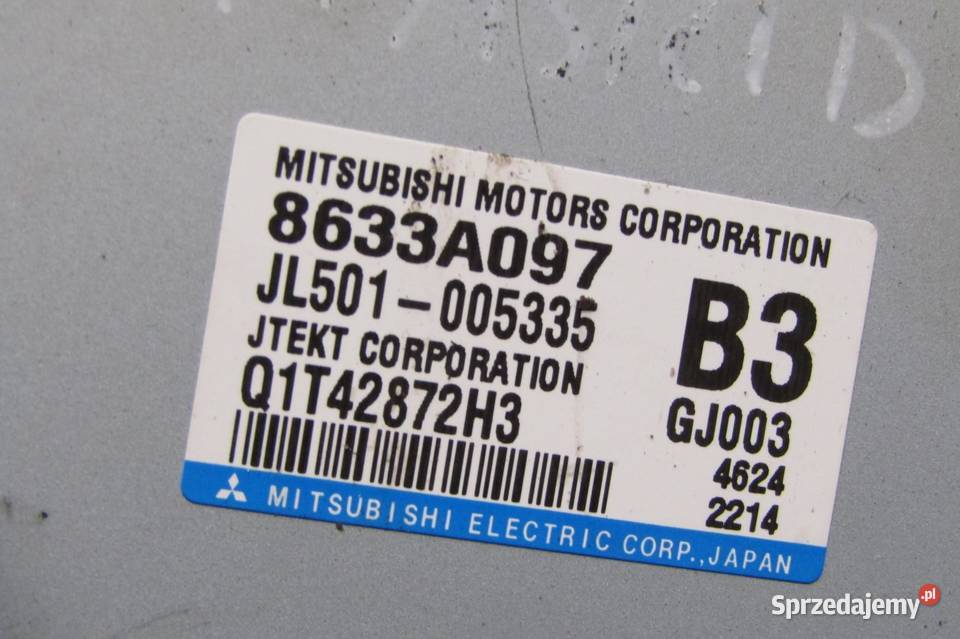 MITSUBISHI MOTORS CORPORATION
8633A097
JL501-005335
JTEKT CORPORATION
Q1T42872H3
B3
GJ003
4624
2214
MITSUBISHI ELECTRIC CORP.,JAPAN
Sprzedajemy.pl